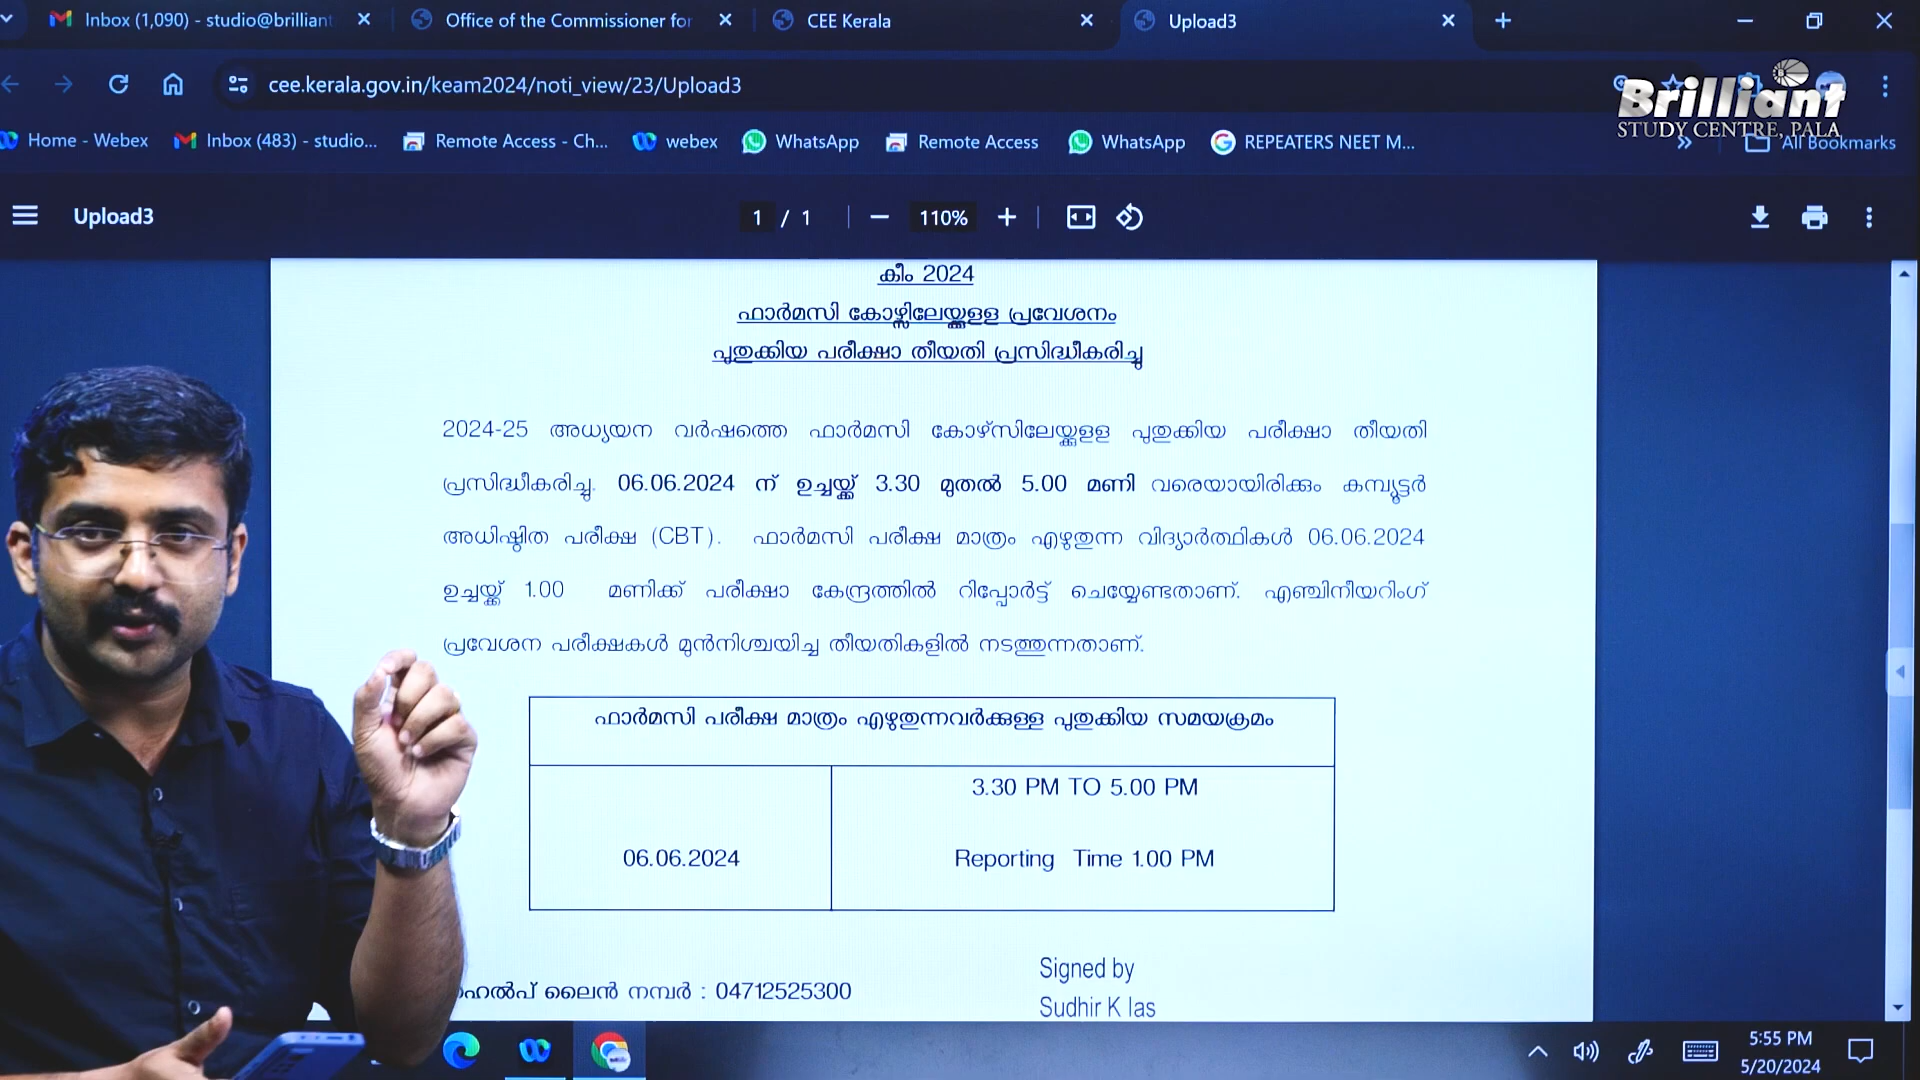 Inbox (1,090) - studio@brilliant
Office of the Commissioner for
CEE Kerala
Upload3
cee.kerala.gov.in/keam2024/noti_view/23/Upload3
Brilliant
STUDY CENTRE, PALA
Home - Webex
Inbox (483) - studio...
Remote Access - Ch...
webex
WhatsApp
Remote Access
WhatsApp
REPEATERS NEET M...
All Bookmarks
Upload3
1 / 1
110%
കീം 2024
ഫാർമസി കോഴ്സിലേയ്ക്കുളള പ്രവേശനം
പുതുക്കിയ പരീക്ഷാ തീയതി പ്രസിദ്ധീകരിച്ചു
2024-25 അധ്യയന വർഷത്തെ ഫാർമസി കോഴ്സിലേയ്ക്കുളള പുതുക്കിയ പരീക്ഷാ തീയതി
പ്രസിദ്ധീകരിച്ചു. 06.06.2024 ന് ഉച്ചയ്ക്ക് 3.30 മുതൽ 5.00 മണി വരെയായിരിക്കും കമ്പ്യൂട്ടർ
അധിഷ്ഠിത പരീക്ഷ (CBT). ഫാർമസി പരീക്ഷ മാത്രം എഴുതുന്ന വിദ്യാർത്ഥികൾ 06.06.2024
ഉച്ചയ്ക്ക് 1.00 മണിക്ക് പരീക്ഷാ കേന്ദ്രത്തിൽ റിപ്പോർട്ട് ചെയ്യേണ്ടതാണ്. എഞ്ചിനീയറിംഗ്
പ്രവേശന പരീക്ഷകൾ മുൻനിശ്ചയിച്ച തീയതികളിൽ നടത്തുന്നതാണ്.
ഫാർമസി പരീക്ഷ മാത്രം എഴുതുന്നവർക്കുള്ള പുതുക്കിയ സമയക്രമം
3.30 PM TO 5.00 PM
06.06.2024
Reporting Time 1.00 PM
Signed by
ഹെൽപ് ലൈൻ നമ്പർ : 04712525300
Sudhir K Ias
5:55 PM
5/20/2024